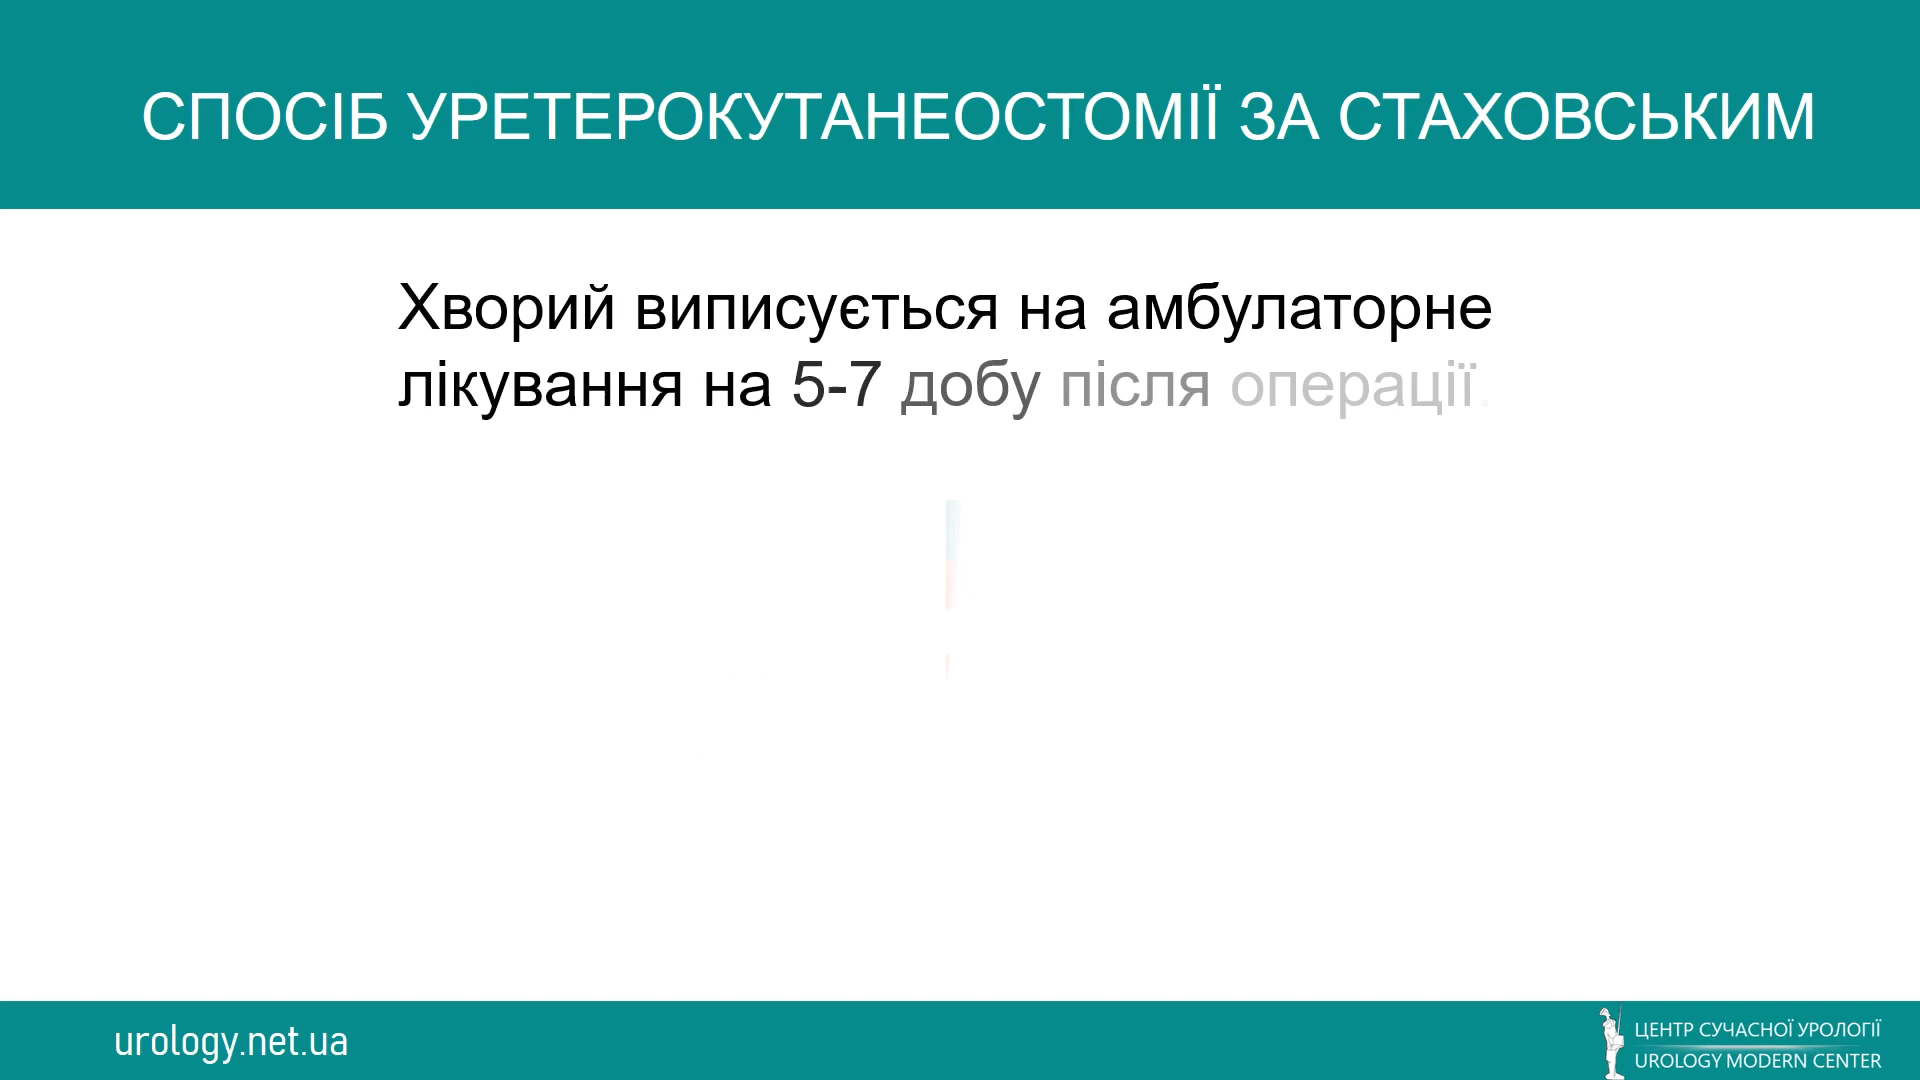 СПОСІБ УРЕТЕРОКУТАНЕОСТОМІЇ ЗА СТАХОВСЬКИМ
Хворий виписується на амбулаторне
лікування на 5-7 добу після операції.
urology.net.ua
ЦЕНТР СУЧАСНОЇ УРОЛОГІЇ
UROLOGY MODERN CENTER